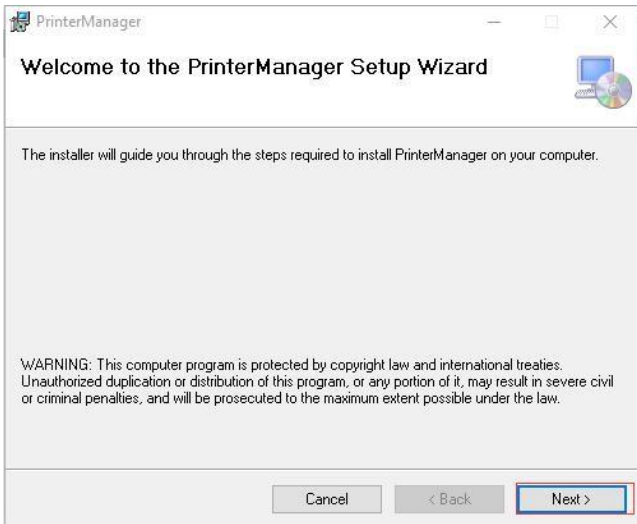 PrinterManager
Welcome to the PrinterManager Setup Wizard
The installer will guide you through the steps required to install PrinterManager on your computer.
WARNING: This computer program is protected by copyright law and international treaties.
Unauthorized duplication or distribution of this program, or any portion of it, may result in severe civil
or criminal penalties, and will be prosecuted to the maximum extent possible under the law.
Cancel < Back Next >